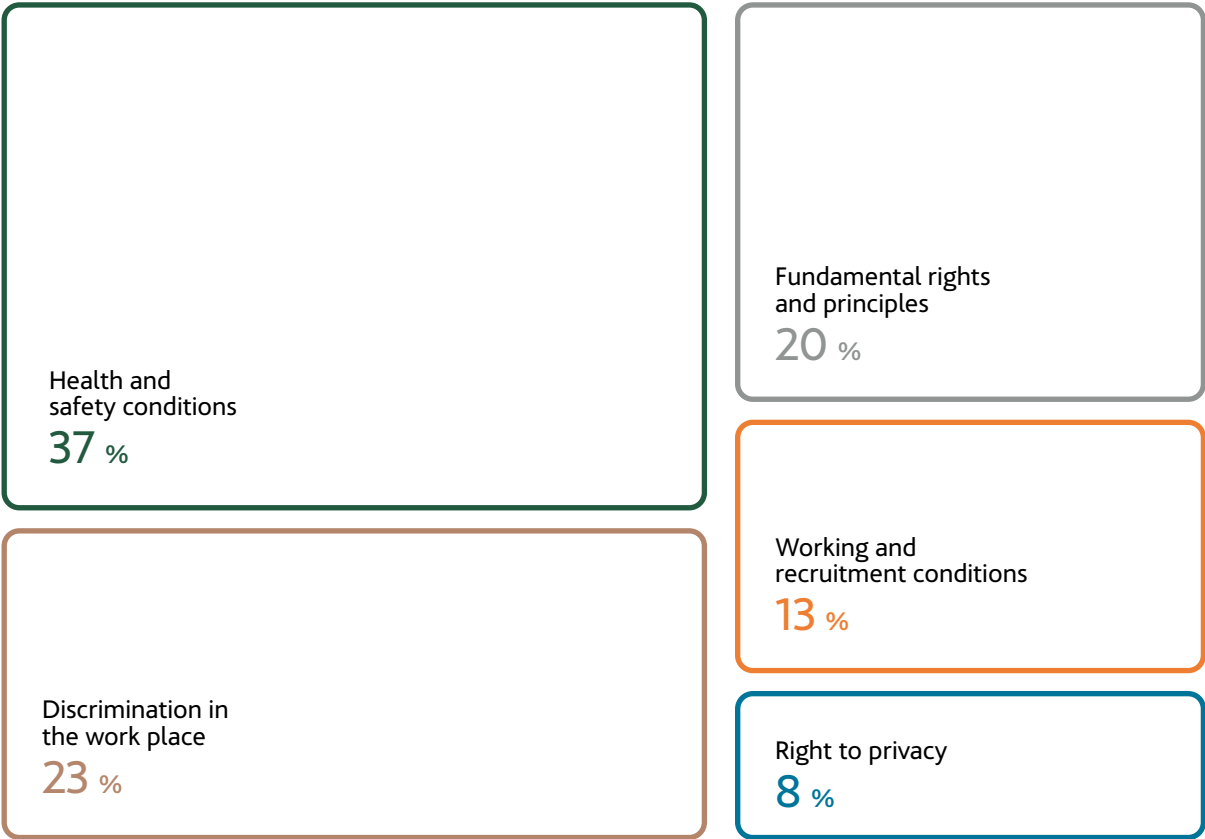 Health and
safety conditions
37 %
Discrimination in
the work place
23 %
Fundamental rights
and principles
20 %
Working and
recruitment conditions
13 %
Right to privacy
8 %